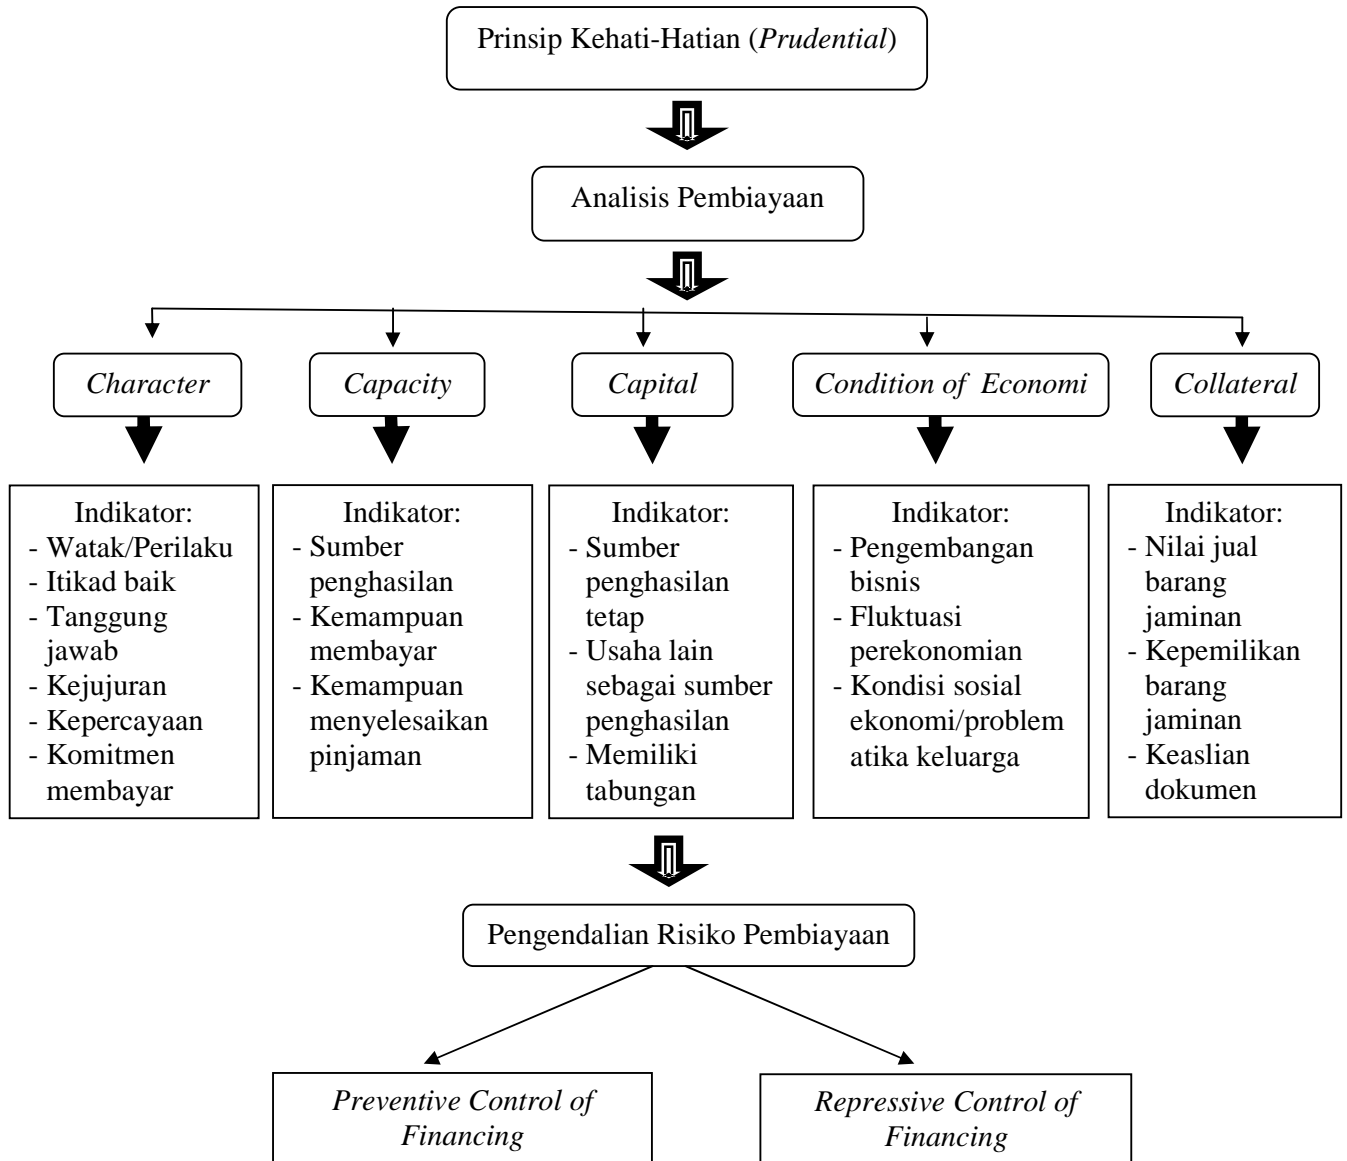 Prinsip Kehati-Hatian (Prudential)
Analisis Pembiayaan
Character
Capacity
Capital
Condition of  Economi
Collateral
Indikator:
- Watak/Perilaku
- Itikad baik
- Tanggung
jawab
- Kejujuran
- Kepercayaan
- Komitmen
membayar
Indikator:
- Sumber
penghasilan
- Kemampuan
membayar
- Kemampuan
menyelesaikan
pinjaman
Indikator:
- Sumber
penghasilan
tetap
- Usaha lain
sebagai sumber
penghasilan
- Memiliki
tabungan
Indikator:
- Pengembangan
bisnis
- Fluktuasi
perekonomian
- Kondisi sosial
ekonomi/problem
atika keluarga
Indikator:
- Nilai jual
barang
jaminan
- Kepemilikan
barang
jaminan
- Keaslian
dokumen
Pengendalian Risiko Pembiayaan
Preventive Control of
Financing
Repressive Control of
Financing